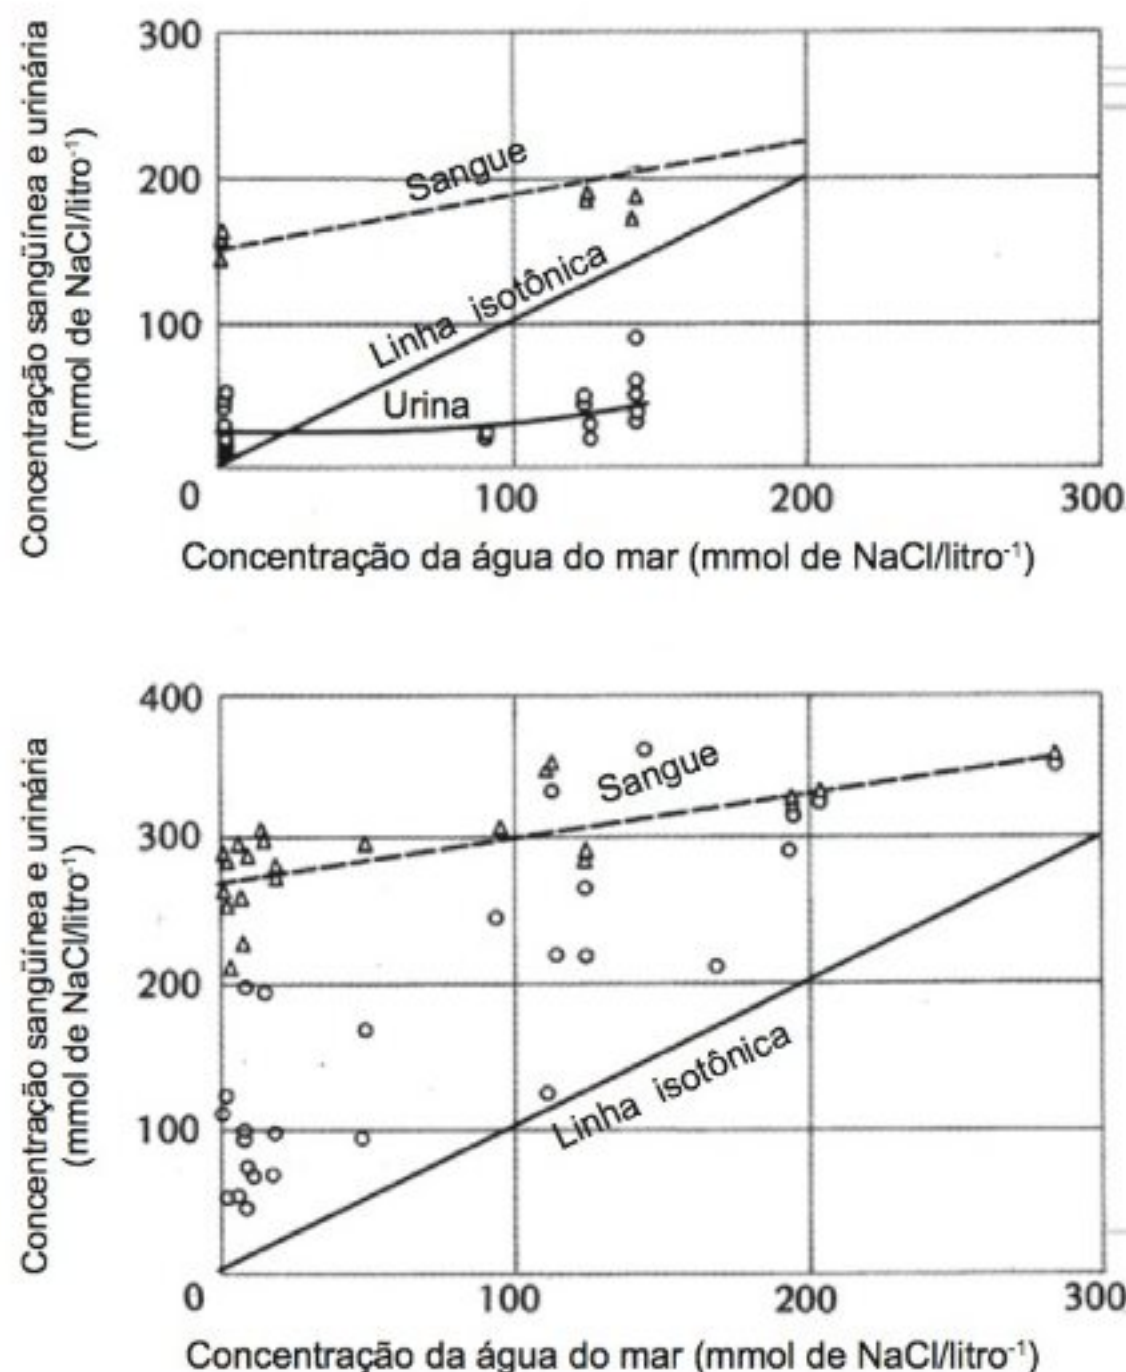 Concentração sangüínea e urinária
(mmol de NaCl/litro-1)
300
200
100
0
100
200
300
Sangue
Linha isotônica
Urina
Concentração da água do mar (mmol de NaCl/litro-1)
Concentração sangüínea e urinária
(mmol de NaCl/litro-1)
400
300
200
100
0
100
200
300
Sangue
Linha isotônica
Concentração da água do mar (mmol de NaCl/litro-1)